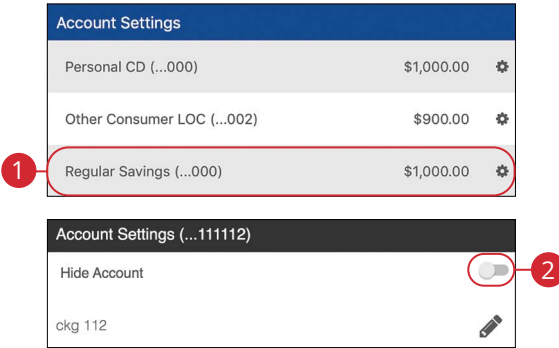 Account Settings
Personal CD (...000) $1,000.00
Other Consumer LOC (...002) $900.00
1
Regular Savings (...000) $1,000.00
Account Settings (...111112)
Hide Account
2
ckg 112